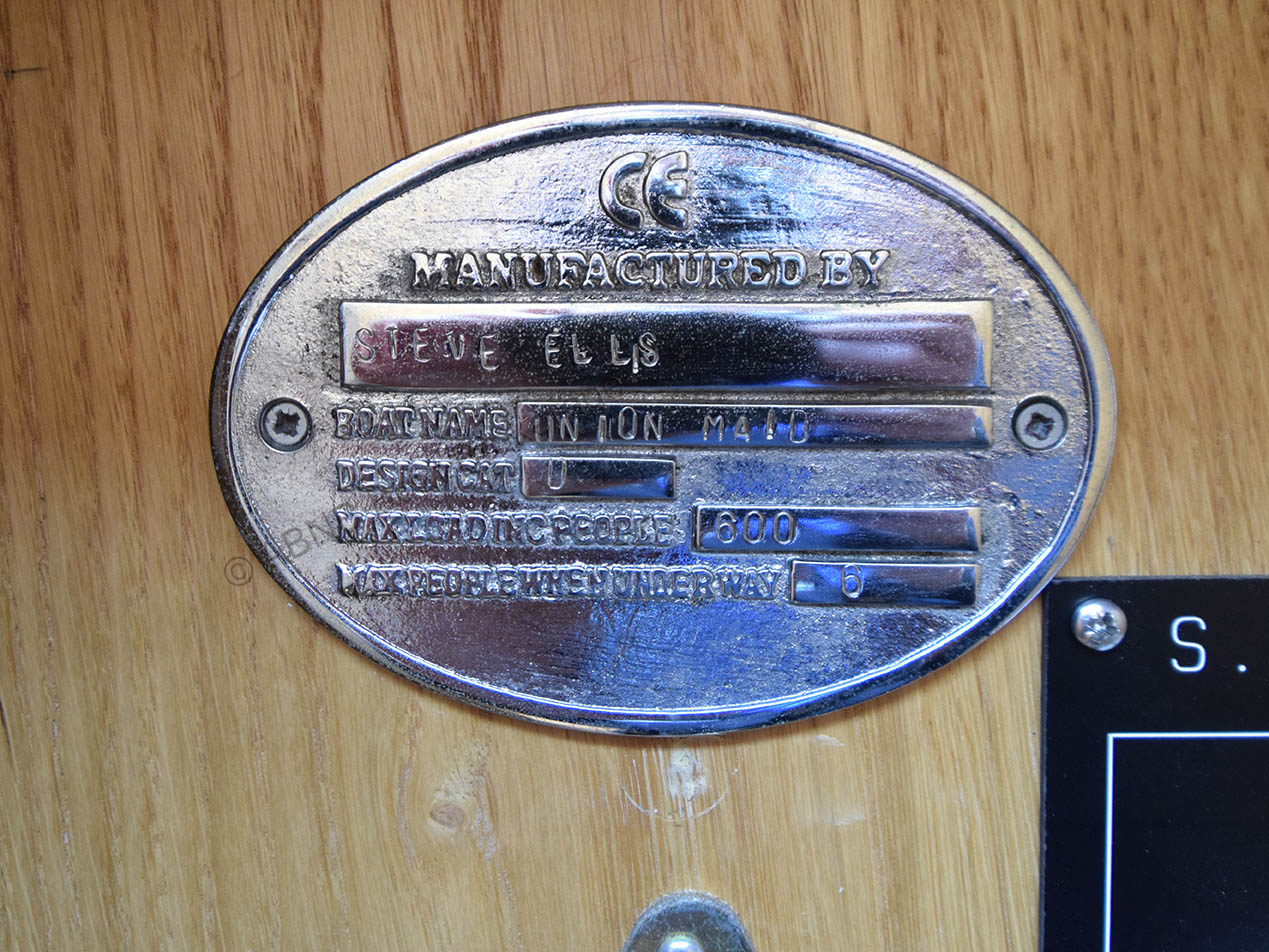 CE
MANUFACTURED BY
STEVE ELLIS
BOAT NAME UNION MAID
DESIGN CAT D
MAX LOAD INC PEOPLE 600
MAX PEOPLE WHEN UNDER WAY 6
S.